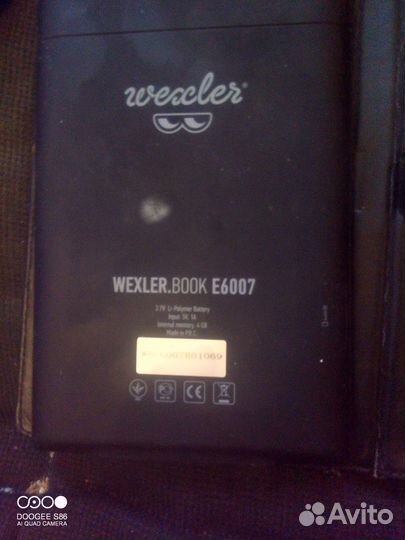 wexler
WEXLER.BOOK E6007
3.7V Li-Polymer Battery
Input: 5V, 1A
Internal memory: 4 GB
Made in P.R.C.
CE
DOOGEE S86
AI QUAD CAMERA
Avito